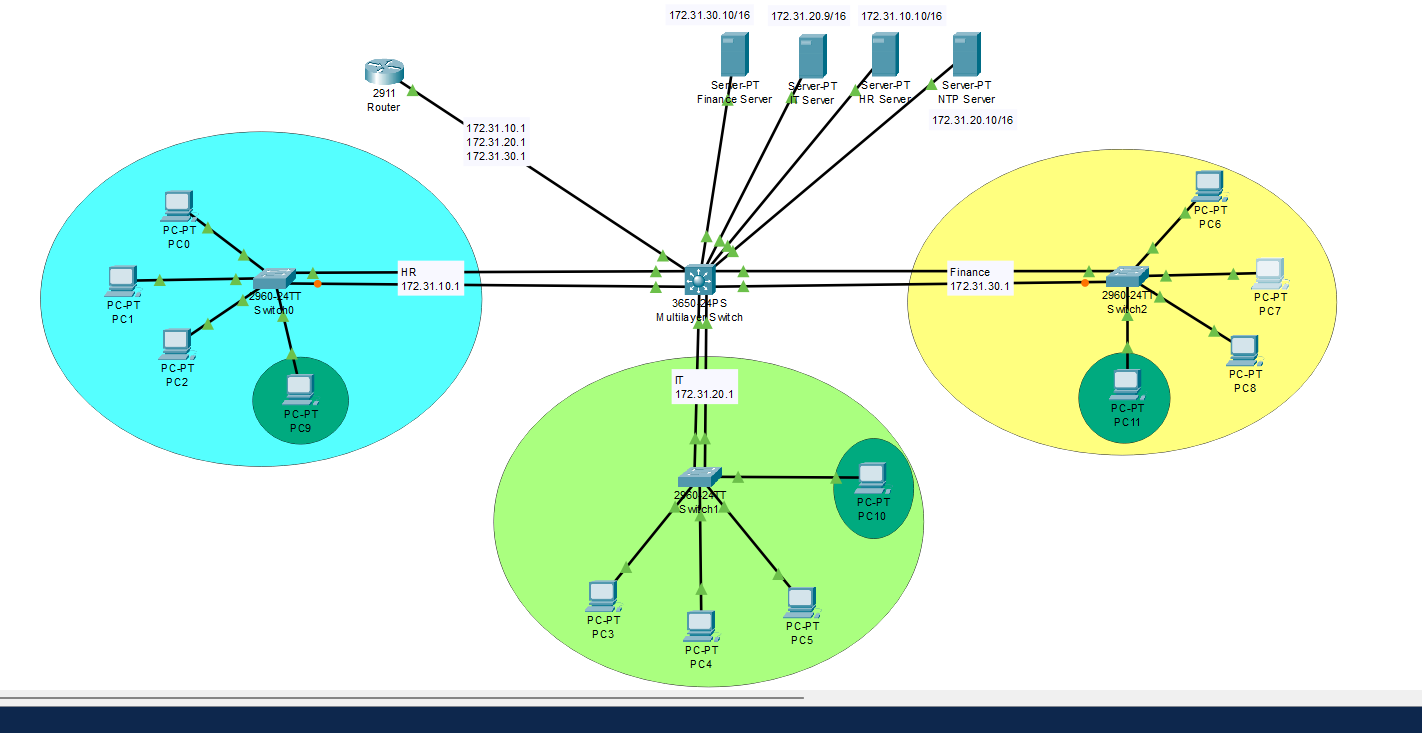 172.31.30.10/16
172.31.20.9/16
172.31.10.10/16
2911
Router
Server-PT
Finance Server
Server-PT
IT Server
Server-PT
HR Server
Server-PT
NTP Server
172.31.20.10/16
172.31.10.1
172.31.20.1
172.31.30.1
PC-PT
PC0
PC-PT
PC1
PC-PT
PC2
PC-PT
PC9
2960-24TT
Switch0
HR
172.31.10.1
3650-24PS
Multilayer Switch
Finance
172.31.30.1
2960-24TT
Switch2
PC-PT
PC6
PC-PT
PC7
PC-PT
PC8
PC-PT
PC11
IT
172.31.20.1
2960-24TT
Switch1
PC-PT
PC10
PC-PT
PC3
PC-PT
PC4
PC-PT
PC5